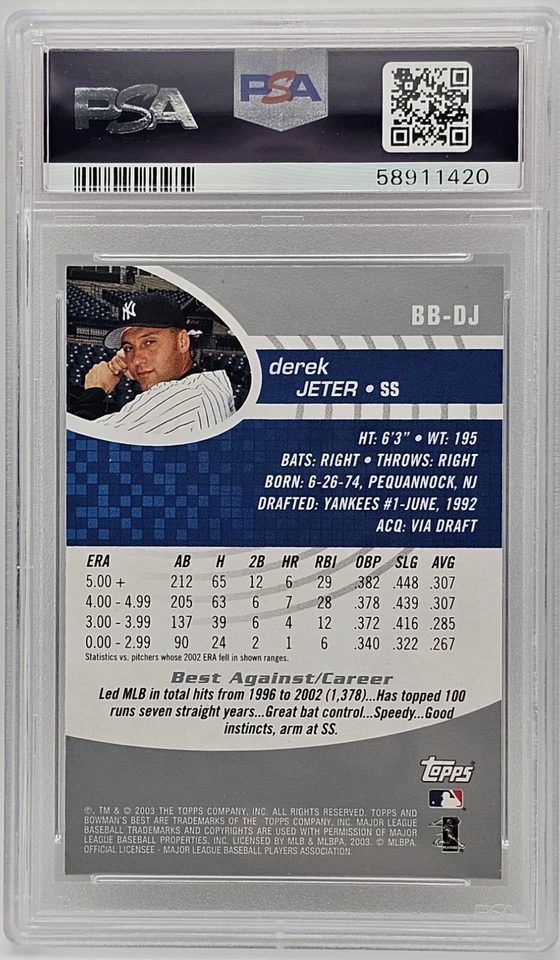 PSA
PSA
58911420
NY
BB-DJ
derek
JETER • SS
HT: 6'3" • WT: 195
BATS: RIGHT • THROWS: RIGHT
BORN: 6-26-74, PEQUANNOCK, NJ
DRAFTED: YANKEES #1-JUNE, 1992
ACQ: VIA DRAFT
ERA AB H 2B HR RBI OBP SLG AVG
5.00 + 212 65 12 6 29 .382 .448 .307
4.00 - 4.99 205 63 6 7 28 .378 .439 .307
3.00 - 3.99 137 39 6 4 12 .372 .416 .285
0.00 - 2.99 90 24 2 1 6 .340 .322 .267
Statistics vs. pitchers whose 2002 ERA fell in shown ranges.
Best Against/Career
Led MLB in total hits from 1996 to 2002 (1,378)...Has topped 100
runs seven straight years...Great bat control...Speedy...Good
instincts, arm at SS.
Topps
®, TM & © 2003 THE TOPPS COMPANY, INC. ALL RIGHTS RESERVED. TOPPS AND
BOWMAN'S BEST ARE TRADEMARKS OF THE TOPPS COMPANY, INC. MAJOR LEAGUE
BASEBALL TRADEMARKS AND COPYRIGHTS ARE USED WITH PERMISSION OF MAJOR
LEAGUE BASEBALL PROPERTIES, INC. LICENSED BY MLB & MLBPA, 2003. © MLBPA.
OFFICIAL LICENSEE - MAJOR LEAGUE BASEBALL PLAYERS ASSOCIATION.
PSA